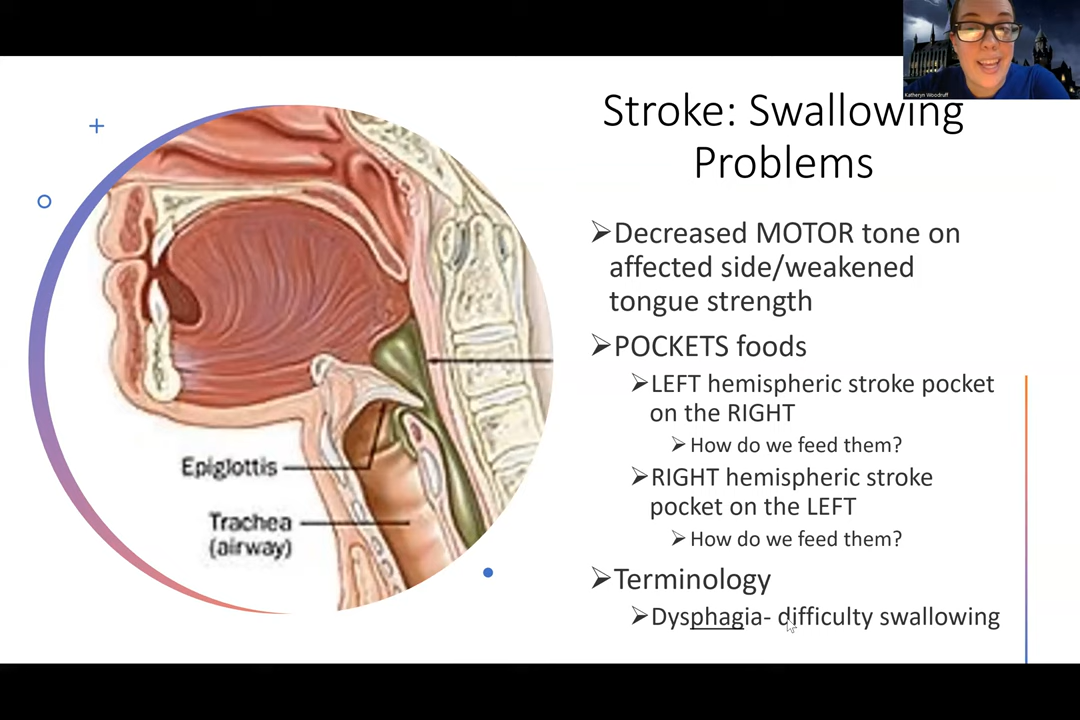 Katheryn Woodruff
Stroke: Swallowing
Problems
➢Decreased MOTOR tone on
affected side/weakened
tongue strength
➢POCKETS foods
➢LEFT hemispheric stroke pocket
on the RIGHT
➢How do we feed them?
➢RIGHT hemispheric stroke
pocket on the LEFT
➢How do we feed them?
➢Terminology
➢Dysphagia- difficulty swallowing
Epiglottis
Trachea
(airway)